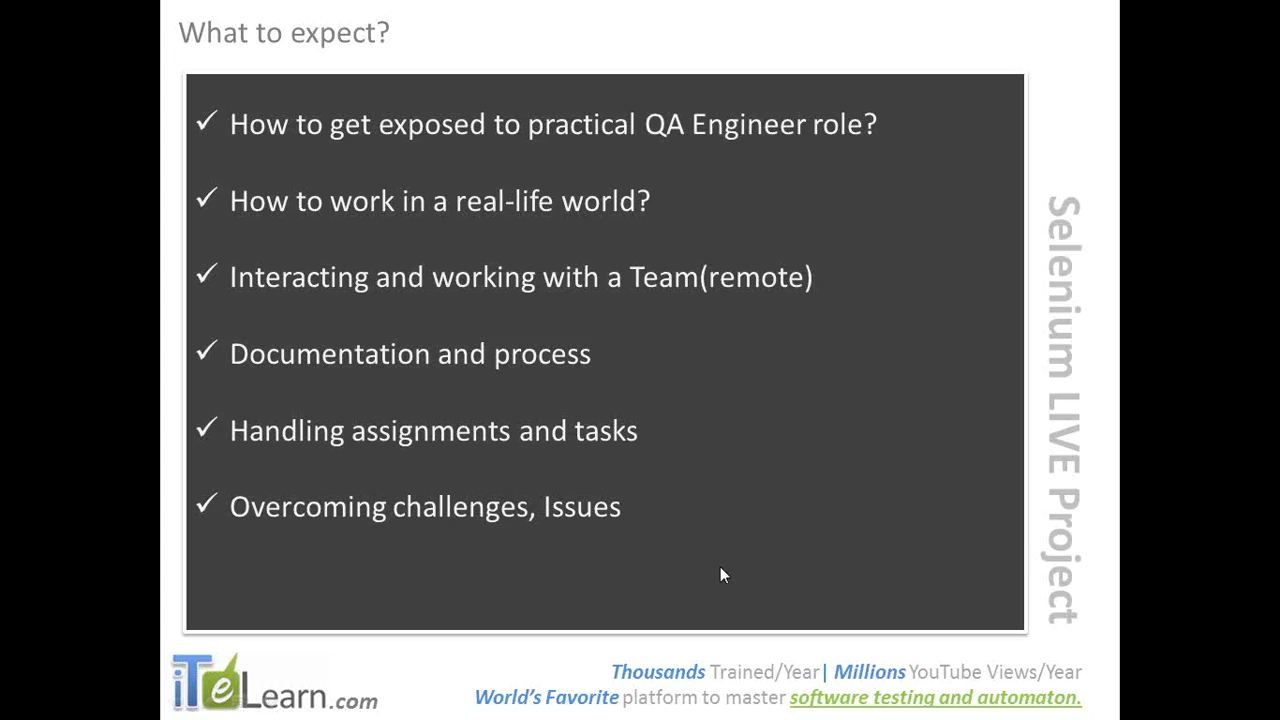 What to expect?
✓ How to get exposed to practical QA Engineer role?
✓ How to work in a real-life world?
✓ Interacting and working with a Team(remote)
✓ Documentation and process
✓ Handling assignments and tasks
✓ Overcoming challenges, Issues
Selenium LIVE Project
iTeLearn.com
Thousands Trained/Year| Millions YouTube Views/Year
World's Favorite platform to master software testing and automaton.